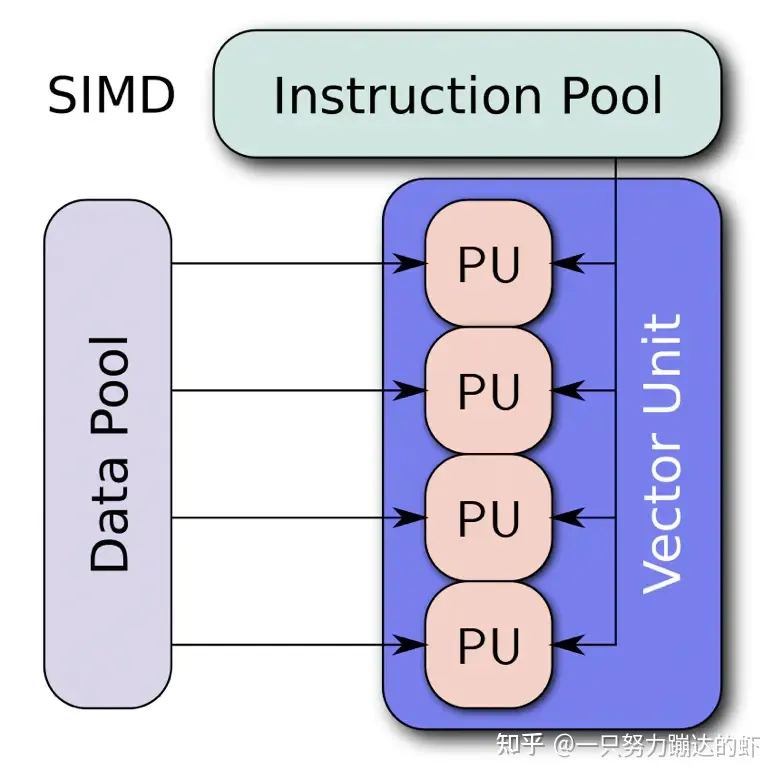 SIMD
Instruction Pool
Data Pool
PU
PU
PU
PU
Vector Unit
知乎 @一只努力蹦达的虾